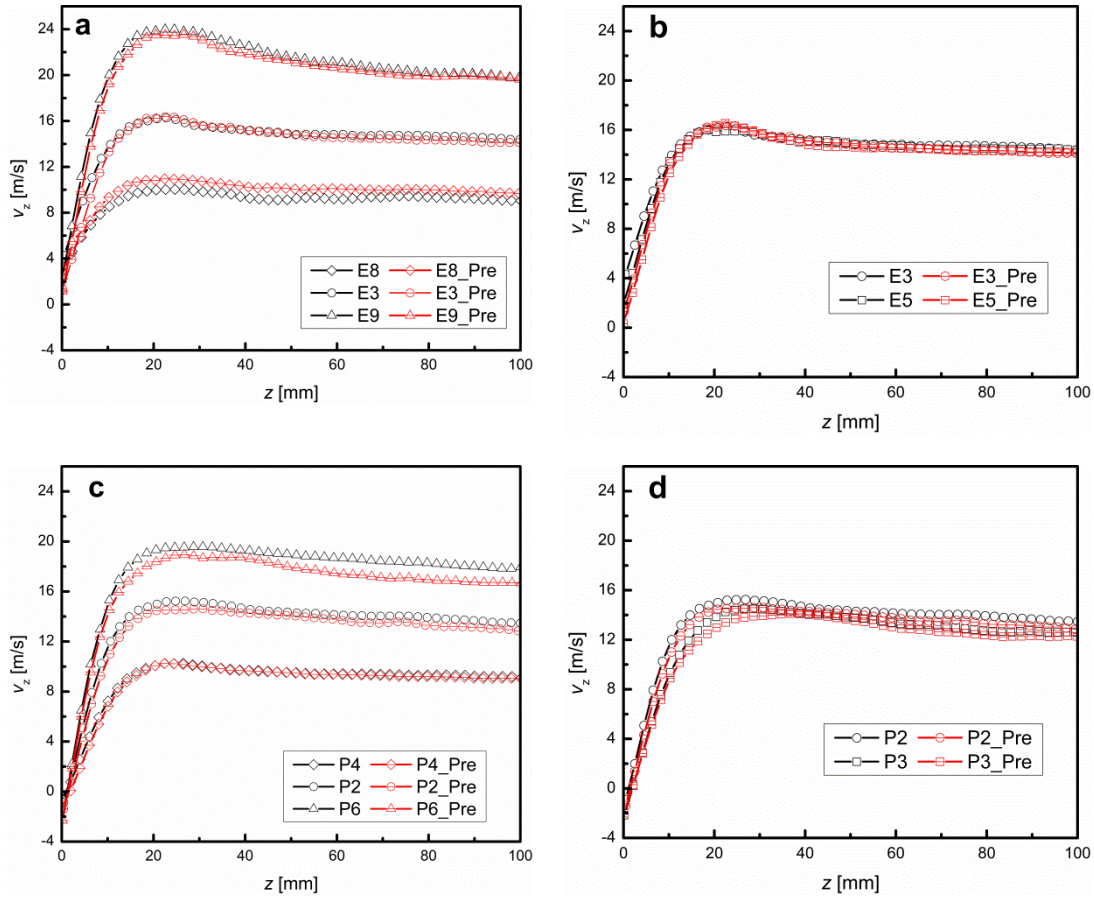 a
24
20
16
12
8
4
0
-4
v_z [m/s]
E8 E8_Pre
E3 E3_Pre
E9 E9_Pre
0 20 40 60 80 100
z [mm]
b
24
20
16
12
8
4
0
-4
v_z [m/s]
E3 E3_Pre
E5 E5_Pre
0 20 40 60 80 100
z [mm]
c
24
20
16
12
8
4
0
-4
v_z [m/s]
P4 P4_Pre
P2 P2_Pre
P6 P6_Pre
0 20 40 60 80 100
z [mm]
d
24
20
16
12
8
4
0
-4
v_z [m/s]
P2 P2_Pre
P3 P3_Pre
0 20 40 60 80 100
z [mm]